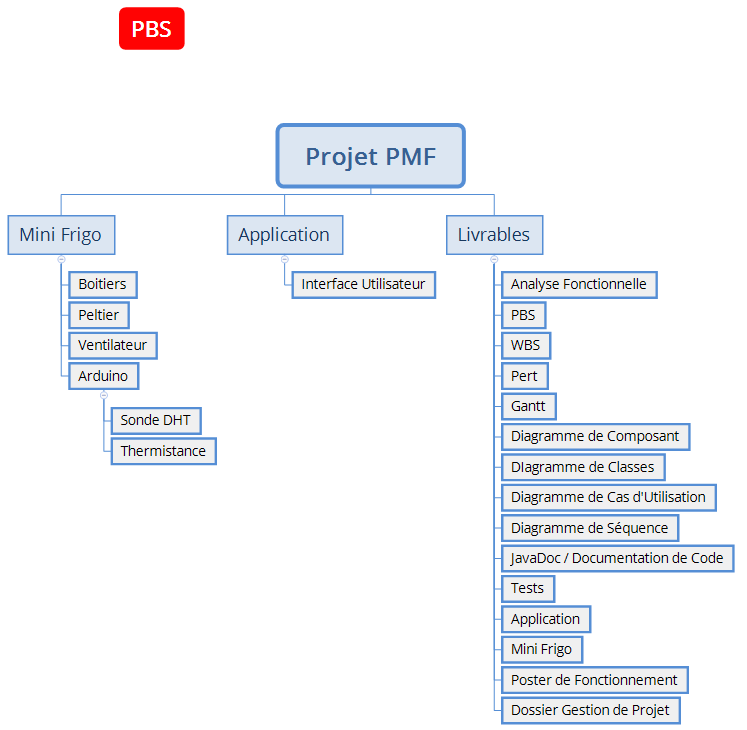 PBS
Projet PMF
Mini Frigo
Boitiers
Peltier
Ventilateur
Arduino
Sonde DHT
Thermistance
Application
Interface Utilisateur
Livrables
Analyse Fonctionnelle
PBS
WBS
Pert
Gantt
Diagramme de Composant
DIagramme de Classes
Diagramme de Cas d'Utilisation
Diagramme de Séquence
JavaDoc / Documentation de Code
Tests
Application
Mini Frigo
Poster de Fonctionnement
Dossier Gestion de Projet